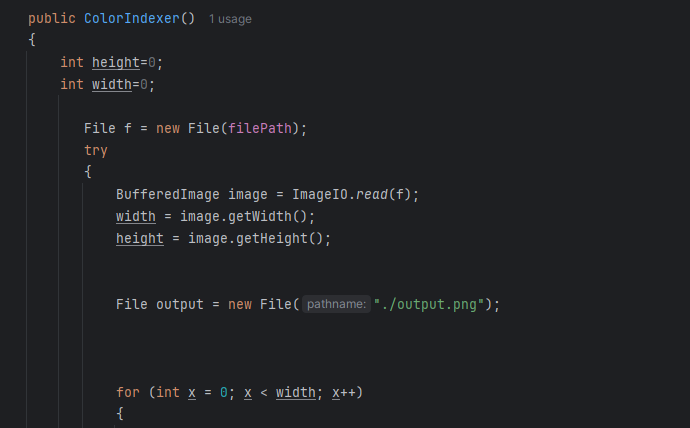 public ColorIndexer() 1 usage
{
int height=0;
int width=0;
File f = new File(filePath);
try
{
BufferedImage image = ImageIO.read(f);
width = image.getWidth();
height = image.getHeight();
File output = new File( pathname: "./output.png");
for (int x = 0; x < width; x++)
{